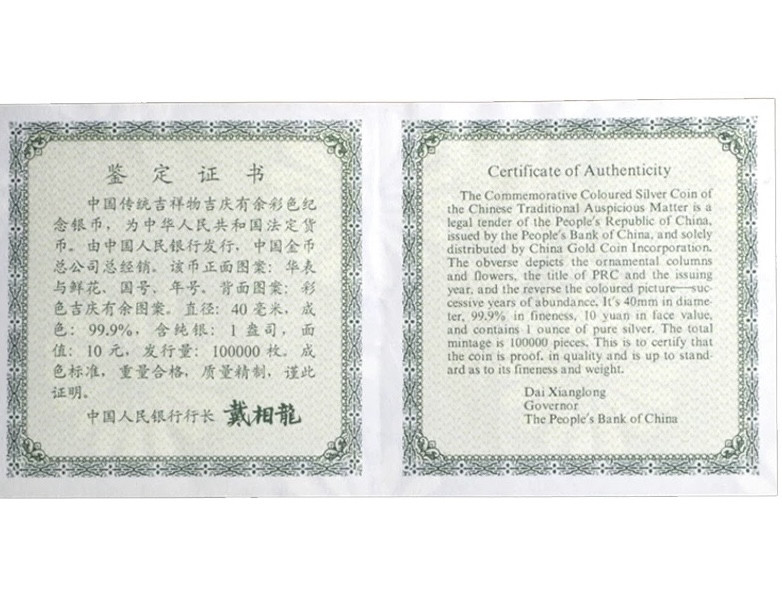 鉴定证书
中国传统吉祥物吉庆有余彩色纪
念银币，为中华人民共和国法定货
币。由中国人民银行发行，中国金币
总公司总经销。该币正面图案：华表
与鲜花、国号、年号。背面图案：彩
色吉庆有余图案。直径：40毫米，成
色：99.9%，含纯银：1盎司，面
值：10元，发行量：100000枚。成
色标准，重量合格，质量精制，谨此
证明。
中国人民银行行长 戴相龍
Certificate of Authenticity
The Commemorative Coloured Silver Coin of
the Chinese Traditional Auspicious Matter is a
legal tender of the People's Republic of China,
issued by the People's Bank of China, and solely
distributed by China Gold Coin Incorporation.
The obverse depicts the ornamental columns
and flowers, the title of PRC and the issuing
year, and the reverse the coloured picture—suc-
cessive years of abundance. It's 40mm in diame-
ter, 99.9% in fineness, 10 yuan in face value,
and contains 1 ounce of pure silver. The total
mintage is 100000 pieces. This is to certify that
the coin is proof. in quality and is up to stand-
ard as to its fineness and weight.
Dai Xianglong
Governor
The People's Bank of China